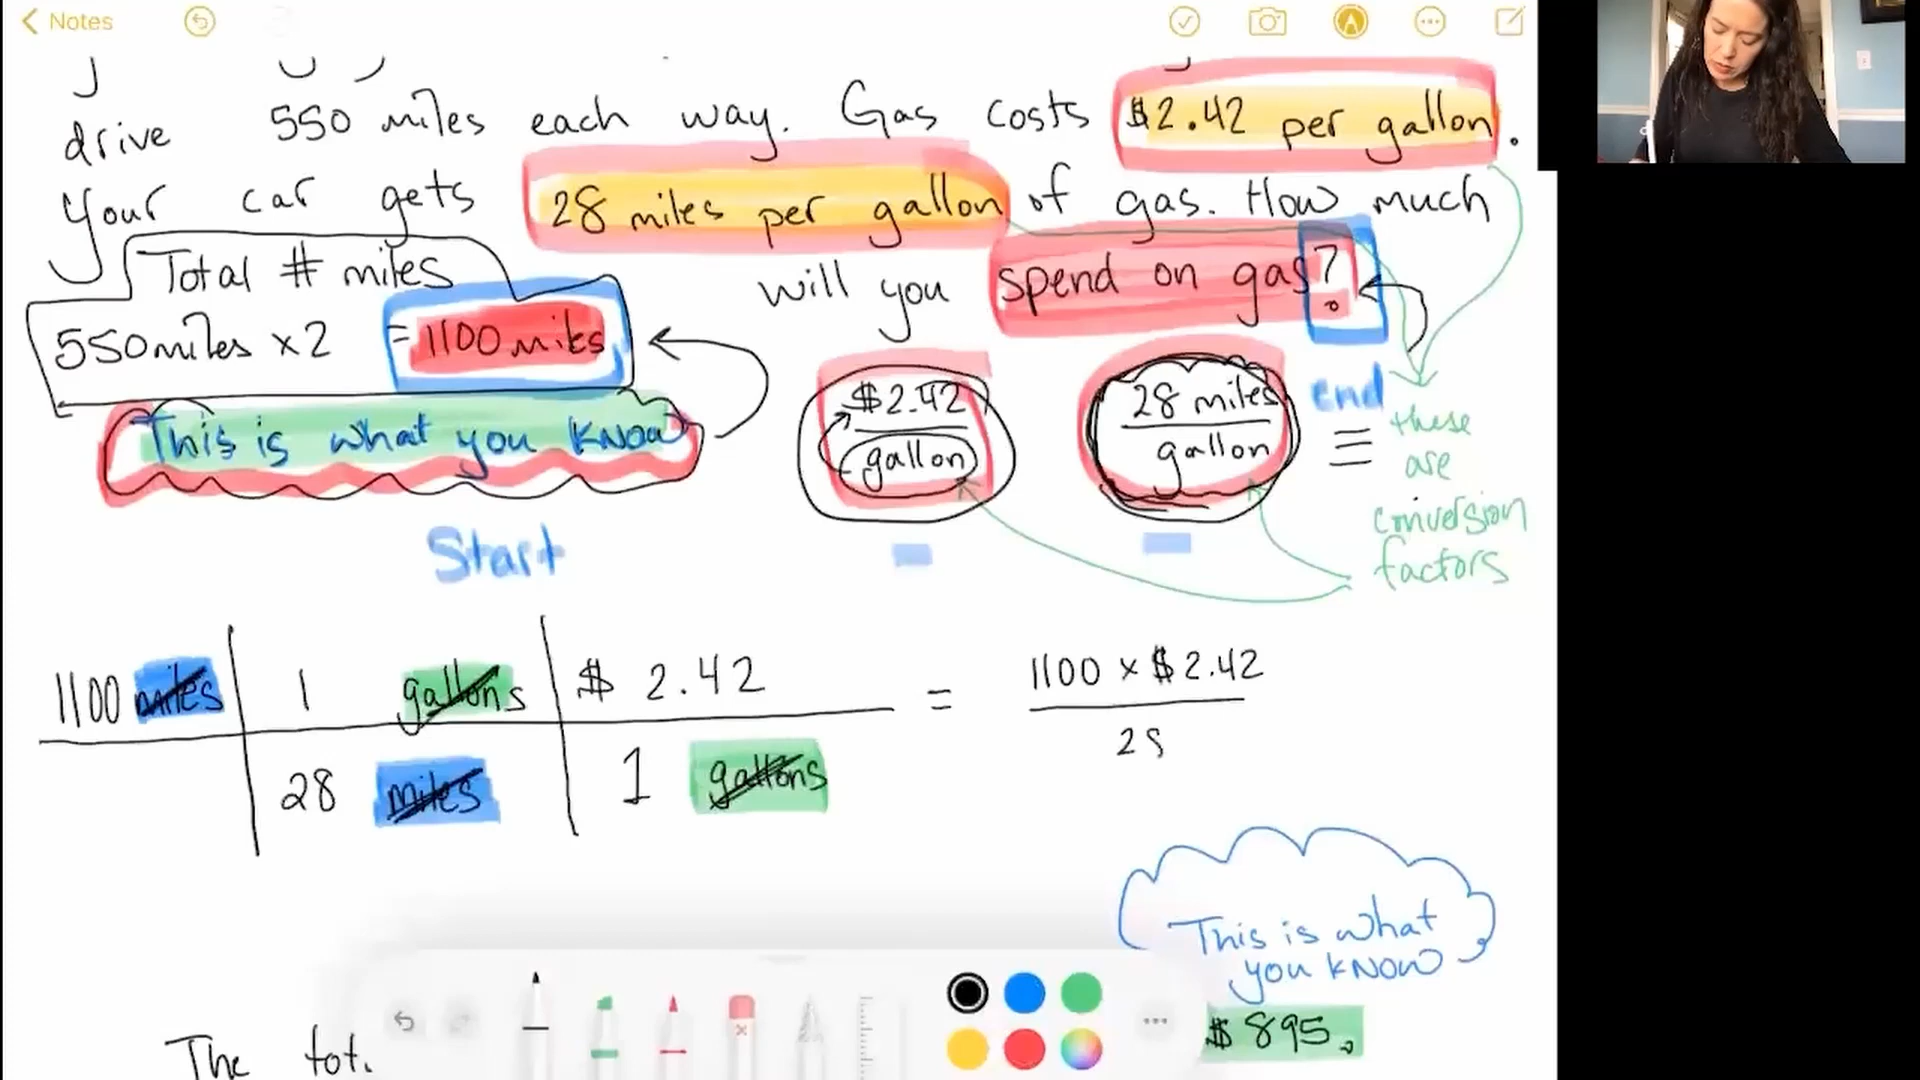 Notes
drive 550 miles each way. Gas costs $2.42 per gallon.
Your car gets 28 miles per gallon of gas. How much
will you spend on gas?
Total # miles
550 miles x2 = 1100 miles
This is what you know
Start
$2.42
gallon
28 miles
gallon
end
these
are
conversion
factors
1100 miles 1 gallons $ 2.42
28 miles 1 gallons
=
1100 x $2.42
This is what
you know
$895.
The tot.